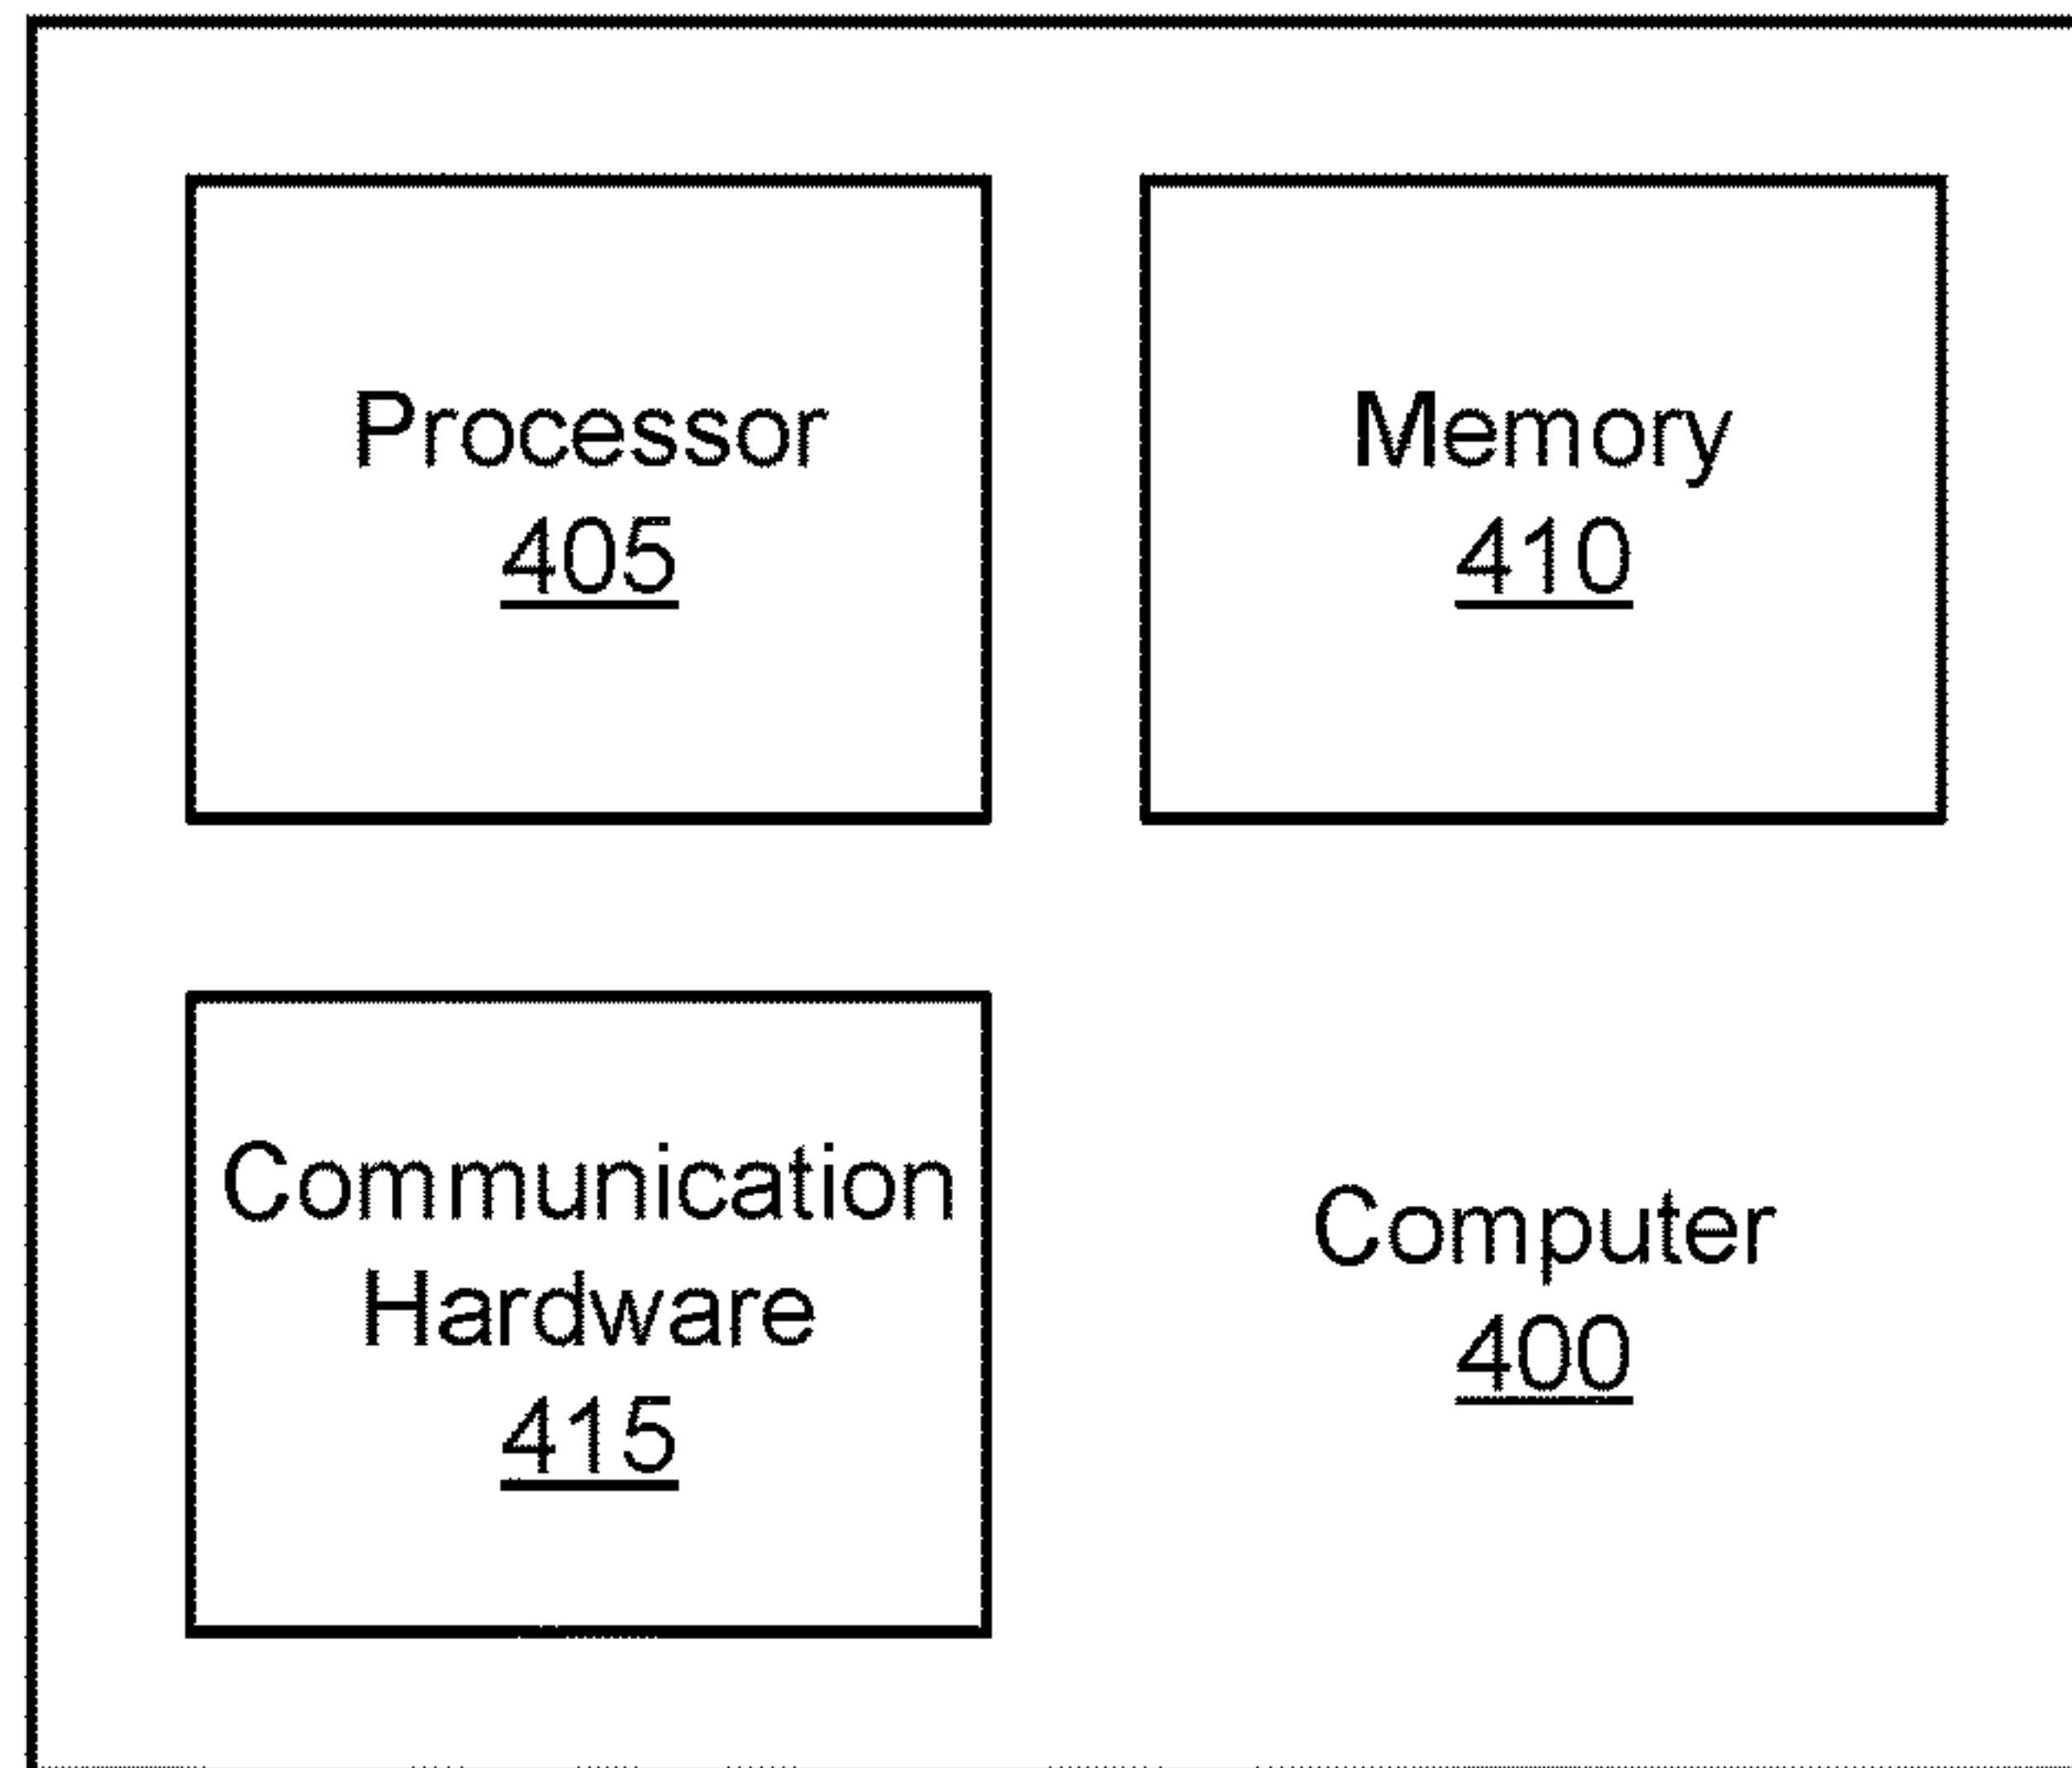 Processor
405
Memory
410
Communication
Hardware
415
Computer
400